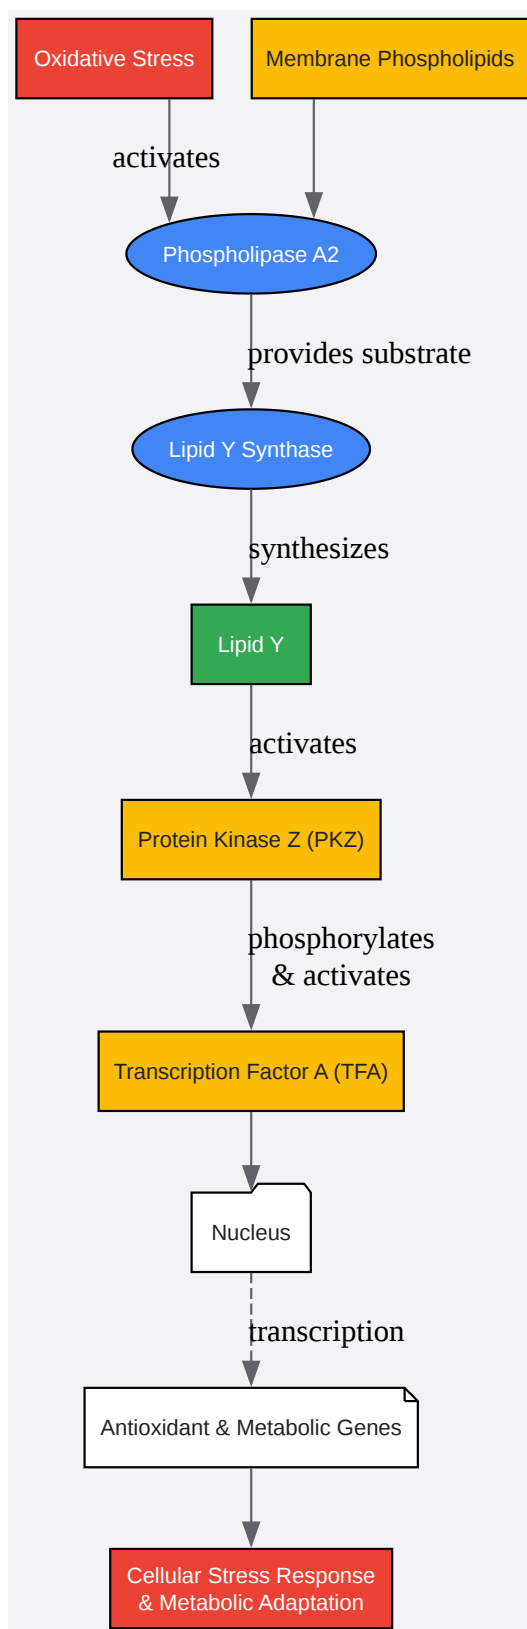 Oxidative Stress
Membrane Phospholipids
activates
Phospholipase A2
provides substrate
Lipid Y Synthase
synthesizes
Lipid Y
activates
Protein Kinase Z (PKZ)
phosphorylates
& activates
Transcription Factor A (TFA)
Nucleus
transcription
Antioxidant & Metabolic Genes
Cellular Stress Response
& Metabolic Adaptation